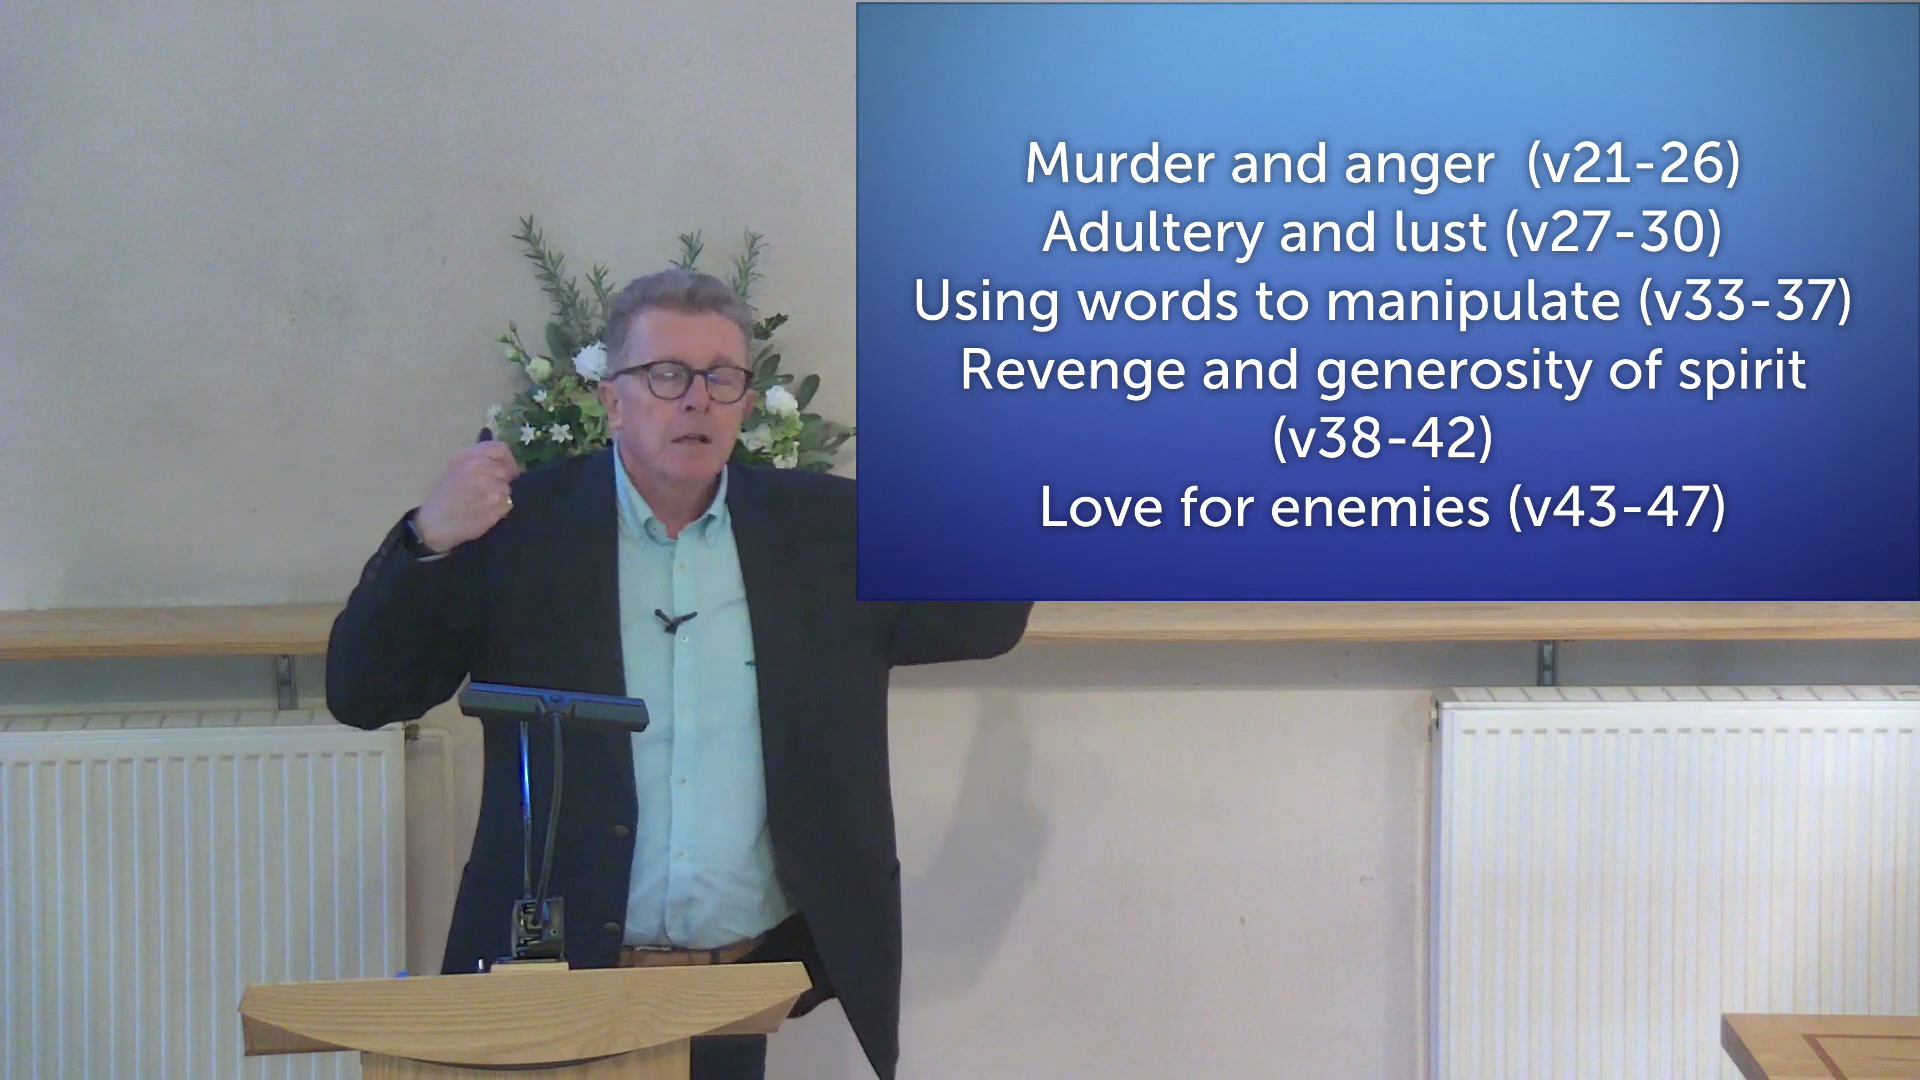 Murder and anger  (v21-26)
Adultery and lust (v27-30)
Using words to manipulate (v33-37)
Revenge and generosity of spirit
(v38-42)
Love for enemies (v43-47)